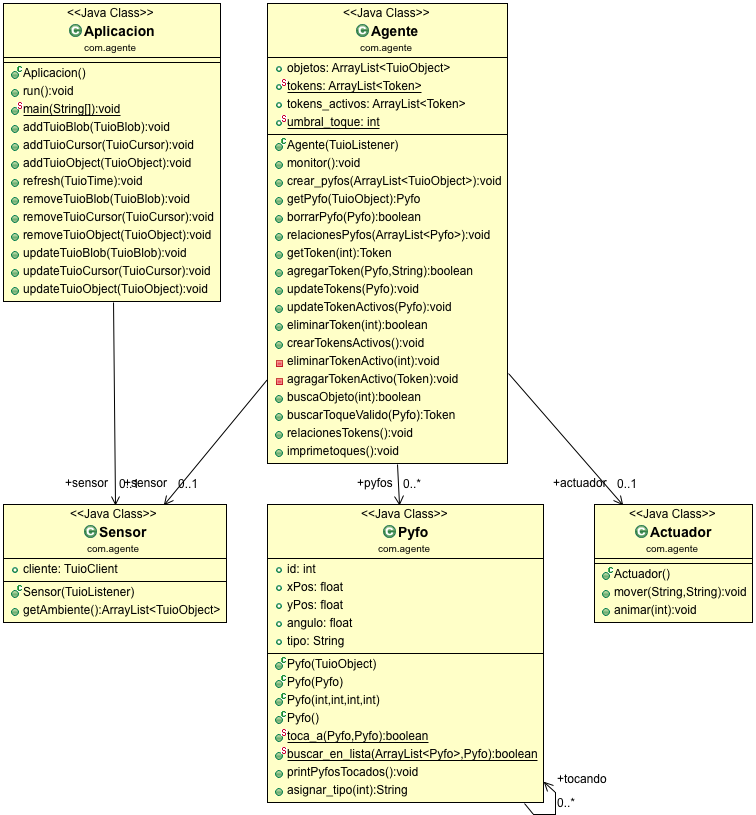 <<Java Class>>
Aplicacion
com.agente
Aplicacion()
run():void
main(String[]):void
addTuioBlob(TuioBlob):void
addTuioCursor(TuioCursor):void
addTuioObject(TuioObject):void
refresh(TuioTime):void
removeTuioBlob(TuioBlob):void
removeTuioCursor(TuioCursor):void
removeTuioObject(TuioObject):void
updateTuioBlob(TuioBlob):void
updateTuioCursor(TuioCursor):void
updateTuioObject(TuioObject):void
<<Java Class>>
Agente
com.agente
objetos: ArrayList<TuioObject>
tokens: ArrayList<Token>
tokens_activos: ArrayList<Token>
umbral_toque: int
Agente(TuioListener)
monitor():void
crear_pyfos(ArrayList<TuioObject>):void
getPyfo(TuioObject):Pyfo
borrarPyfo(Pyfo):boolean
relacionesPyfos(ArrayList<Pyfo>):void
getToken(int):Token
agregarToken(Pyfo,String):boolean
updateTokens(Pyfo):void
updateTokenActivos(Pyfo):void
eliminarToken(int):boolean
crearTokensActivos():void
eliminarTokenActivo(int):void
agragarTokenActivo(Token):void
buscaObjeto(int):boolean
buscarToqueValido(Pyfo):Token
relacionesTokens():void
imprimetoques():void
+sensor 0..1
+sensor 0..1
+pyfos 0..*
+actuador 0..1
<<Java Class>>
Sensor
com.agente
cliente: TuioClient
Sensor(TuioListener)
getAmbiente():ArrayList<TuioObject>
<<Java Class>>
Pyfo
com.agente
id: int
xPos: float
yPos: float
angulo: float
tipo: String
Pyfo(TuioObject)
Pyfo(Pyfo)
Pyfo(int,int,int,int)
Pyfo()
toca_a(Pyfo,Pyfo):boolean
buscar_en_lista(ArrayList<Pyfo>,Pyfo):boolean
printPyfosTocados():void
asignar_tipo(int):String
+tocando
0..*
<<Java Class>>
Actuador
com.agente
Actuador()
mover(String,String):void
animar(int):void